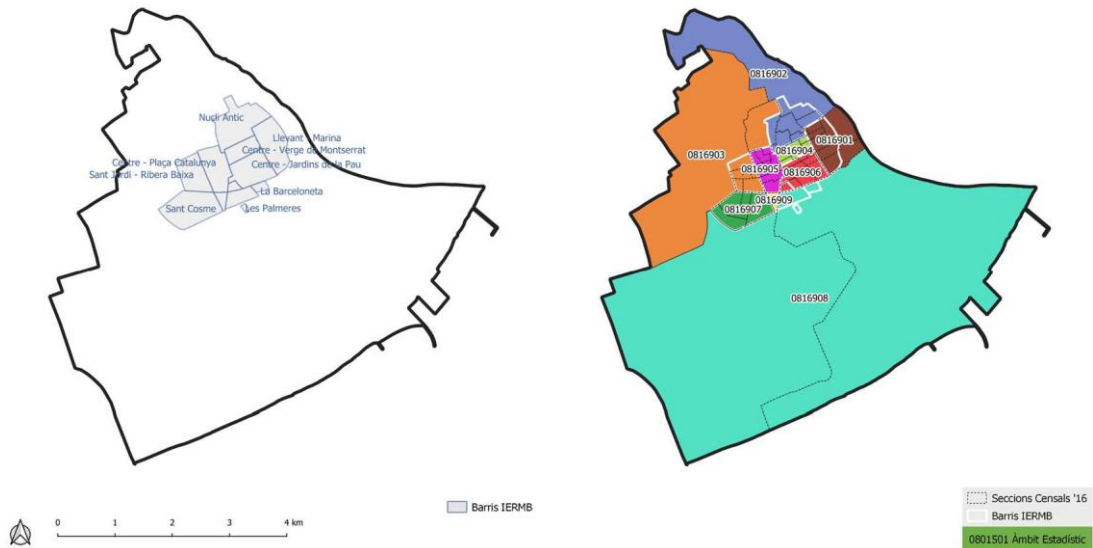 Nucli Antic
Llevant - Marina
Centre - Verge de Montserrat
Centre - Plaça Catalunya
Centre - Jardins de la Pau
Sant Jordi - Ribera Baixa
La Barceloneta
Sant Cosme
Les Palmeres
Barris IERMB
0 1 2 3 4 km
0816902
0816901
0816904
0816903
0816905
0816906
0816909
0816907
0816908
Seccions Censals '16
Barris IERMB
0801501 Àmbit Estadístic